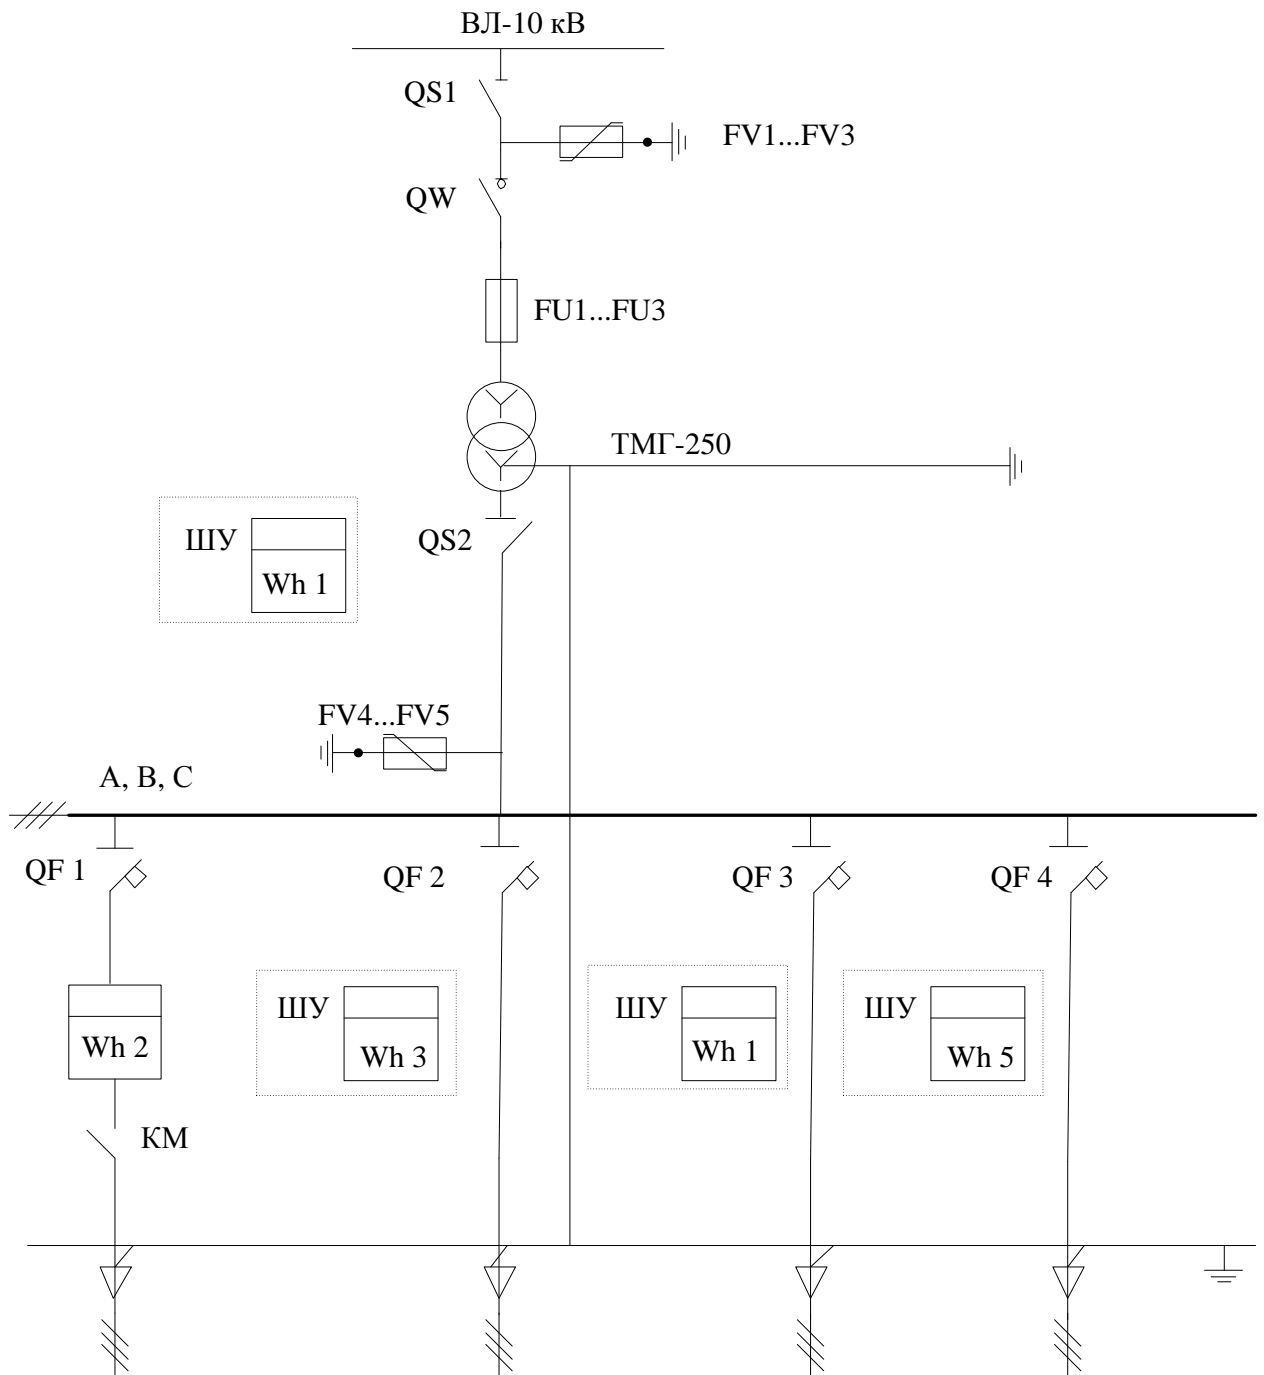 ВЛ-10 кВ
QS1
FV1...FV3
QW
FU1...FU3
ТМГ-250
ШУ
Wh 1
QS2
FV4...FV5
A, B, C
QF 1
QF 2
QF 3
QF 4
ШУ
ШУ
ШУ
Wh 2
Wh 3
Wh 1
Wh 5
КМ